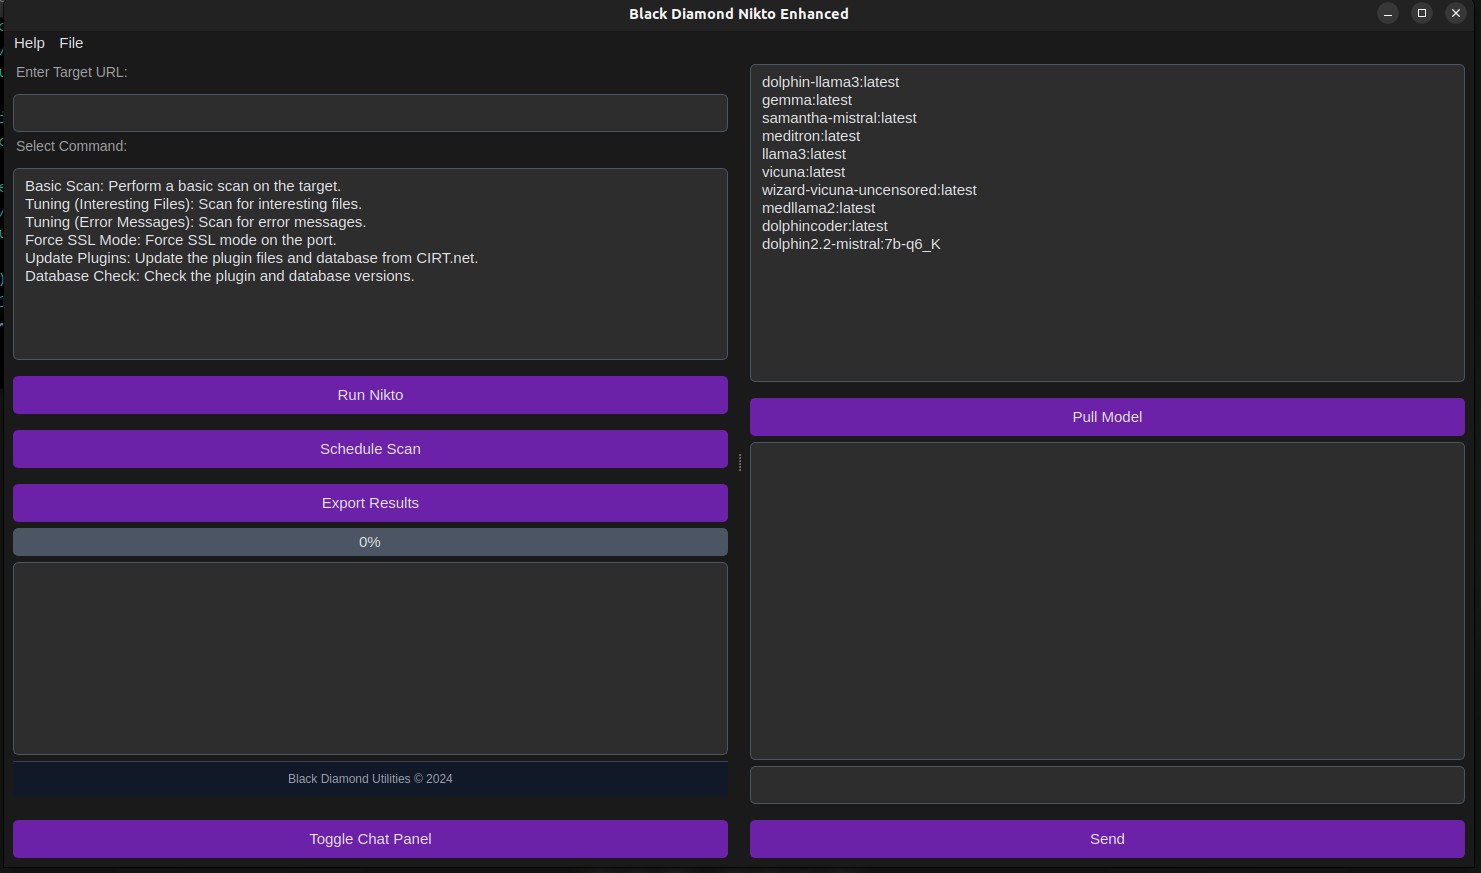 Black Diamond Nikto Enhanced
Help File
Enter Target URL:
Select Command:
Basic Scan: Perform a basic scan on the target.
Tuning (Interesting Files): Scan for interesting files.
Tuning (Error Messages): Scan for error messages.
Force SSL Mode: Force SSL mode on the port.
Update Plugins: Update the plugin files and database from CIRT.net.
Database Check: Check the plugin and database versions.
Run Nikto
Schedule Scan
Export Results
0%
Black Diamond Utilities © 2024
Toggle Chat Panel
dolphin-llama3:latest
gemma:latest
samantha-mistral:latest
meditron:latest
llama3:latest
vicuna:latest
wizard-vicuna-uncensored:latest
medllama2:latest
dolphincoder:latest
dolphin2.2-mistral:7b-q6_K
Pull Model
Send